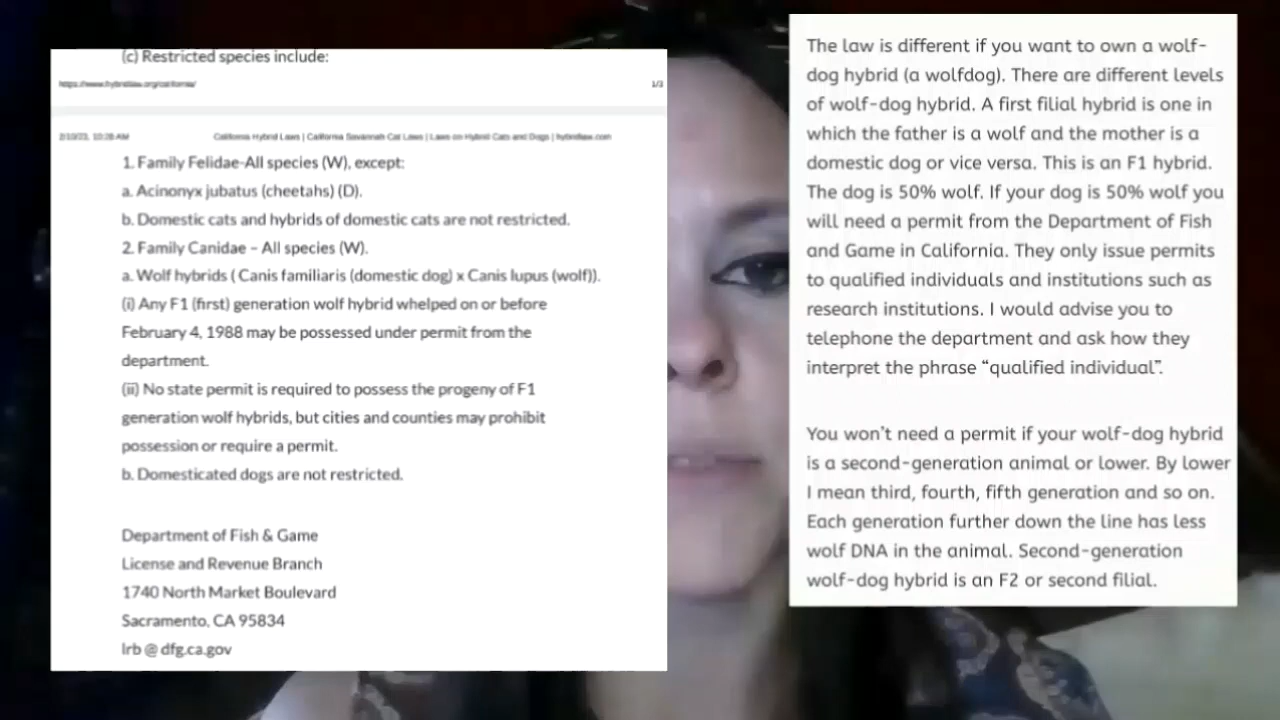 (c) Restricted species include:
https://www.hybridlaw.org/california/
1/3
2/10/23, 10:28 AM
California Hybrid Laws | California Savannah Cat Laws | Laws on Hybrid Cats and Dogs | hybridlaw.com
1. Family Felidae-All species (W), except:
a. Acinonyx jubatus (cheetahs) (D).
b. Domestic cats and hybrids of domestic cats are not restricted.
2. Family Canidae – All species (W).
a. Wolf hybrids ( Canis familiaris (domestic dog) x Canis lupus (wolf)).
(i) Any F1 (first) generation wolf hybrid whelped on or before
February 4, 1988 may be possessed under permit from the
department.
(ii) No state permit is required to possess the progeny of F1
generation wolf hybrids, but cities and counties may prohibit
possession or require a permit.
b. Domesticated dogs are not restricted.
Department of Fish & Game
License and Revenue Branch
1740 North Market Boulevard
Sacramento, CA 95834
lrb @ dfg.ca.gov
The law is different if you want to own a wolf-
dog hybrid (a wolfdog). There are different levels
of wolf-dog hybrid. A first filial hybrid is one in
which the father is a wolf and the mother is a
domestic dog or vice versa. This is an F1 hybrid.
The dog is 50% wolf. If your dog is 50% wolf you
will need a permit from the Department of Fish
and Game in California. They only issue permits
to qualified individuals and institutions such as
research institutions. I would advise you to
telephone the department and ask how they
interpret the phrase “qualified individual”.
You won’t need a permit if your wolf-dog hybrid
is a second-generation animal or lower. By lower
I mean third, fourth, fifth generation and so on.
Each generation further down the line has less
wolf DNA in the animal. Second-generation
wolf-dog hybrid is an F2 or second filial.